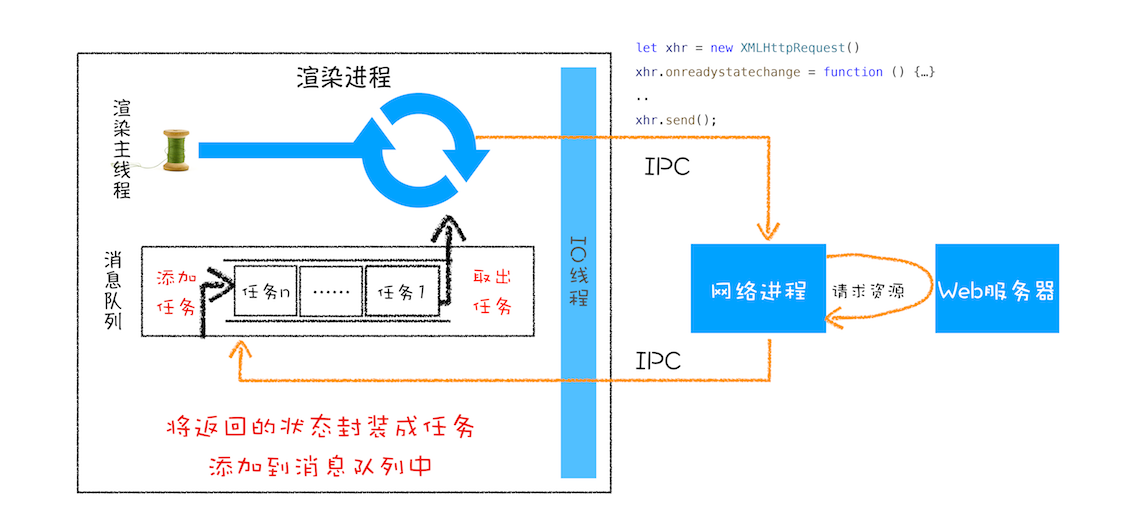 let xhr = new XMLHttpRequest()
xhr.onreadystatechange = function () {…}
..
xhr.send();
渲染进程
渲染主线程
IPC
消息队列
添加
任务
任务n
……
任务1
取出
任务
IO线程
网络进程
请求资源
Web服务器
IPC
将返回的状态封装成任务
添加到消息队列中